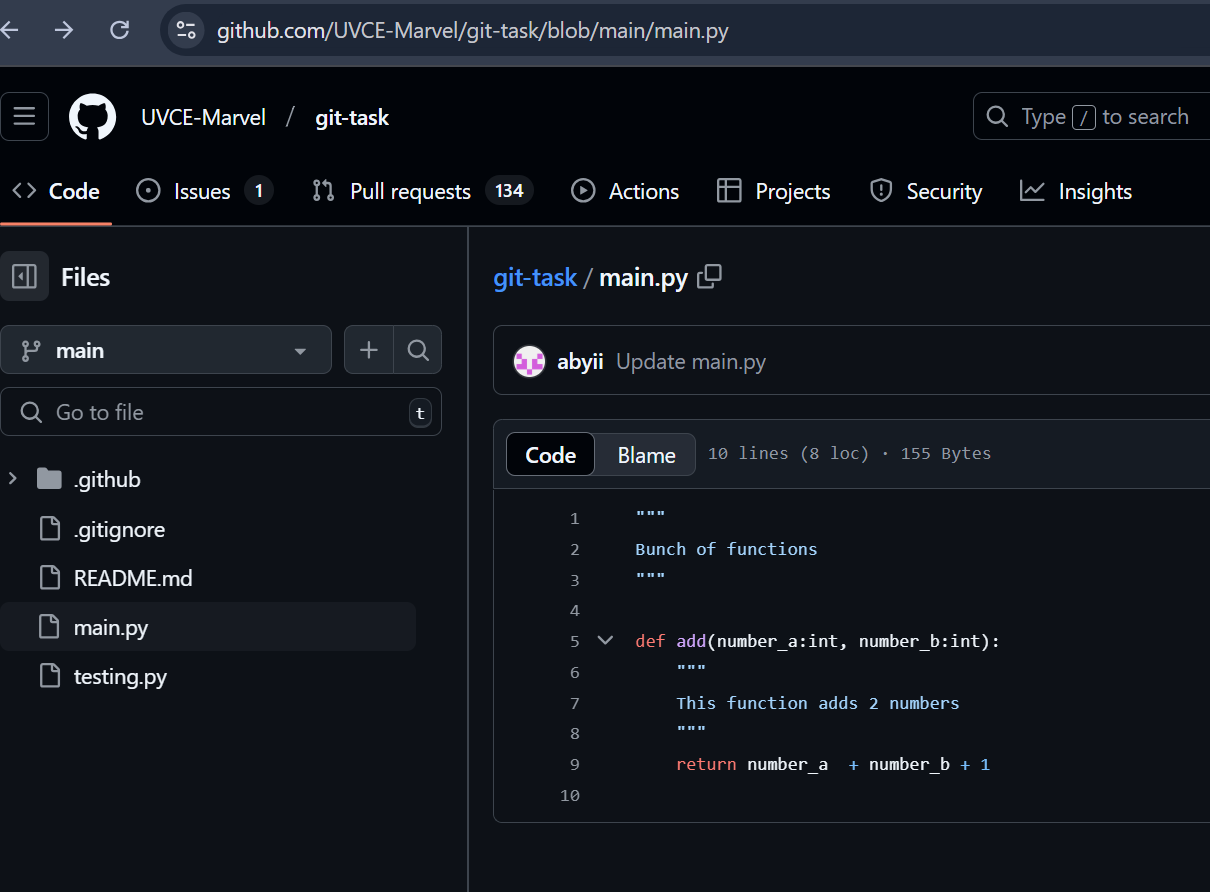 github.com/UVCE-Marvel/git-task/blob/main/main.py
UVCE-Marvel / git-task
Type / to search
Code Issues 1 Pull requests 134 Actions Projects Security Insights
Files
main
Go to file t
.github
.gitignore
README.md
main.py
testing.py
git-task / main.py
abyii Update main.py
Code Blame 10 lines (8 loc) · 155 Bytes
1 """
2 Bunch of functions
3 """
4
5 def add(number_a:int, number_b:int):
6     """
7     This function adds 2 numbers
8     """
9     return number_a  + number_b + 1
10